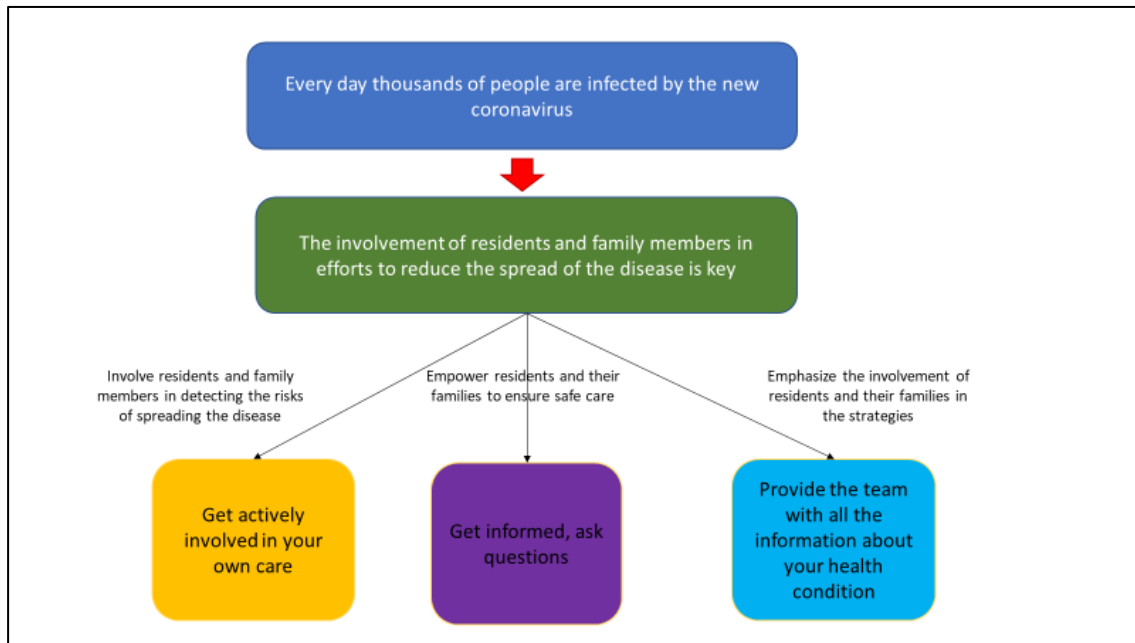 Every day thousands of people are infected by the new
coronavirus
The involvement of residents and family members in
efforts to reduce the spread of the disease is key
Involve residents and family
members in detecting the risks
of spreading the disease
Empower residents and their
families to ensure safe care
Emphasize the involvement of
residents and their families in
the strategies
Get actively
involved in your
own care
Get informed, ask
questions
Provide the team
with all the
information about
your health
condition